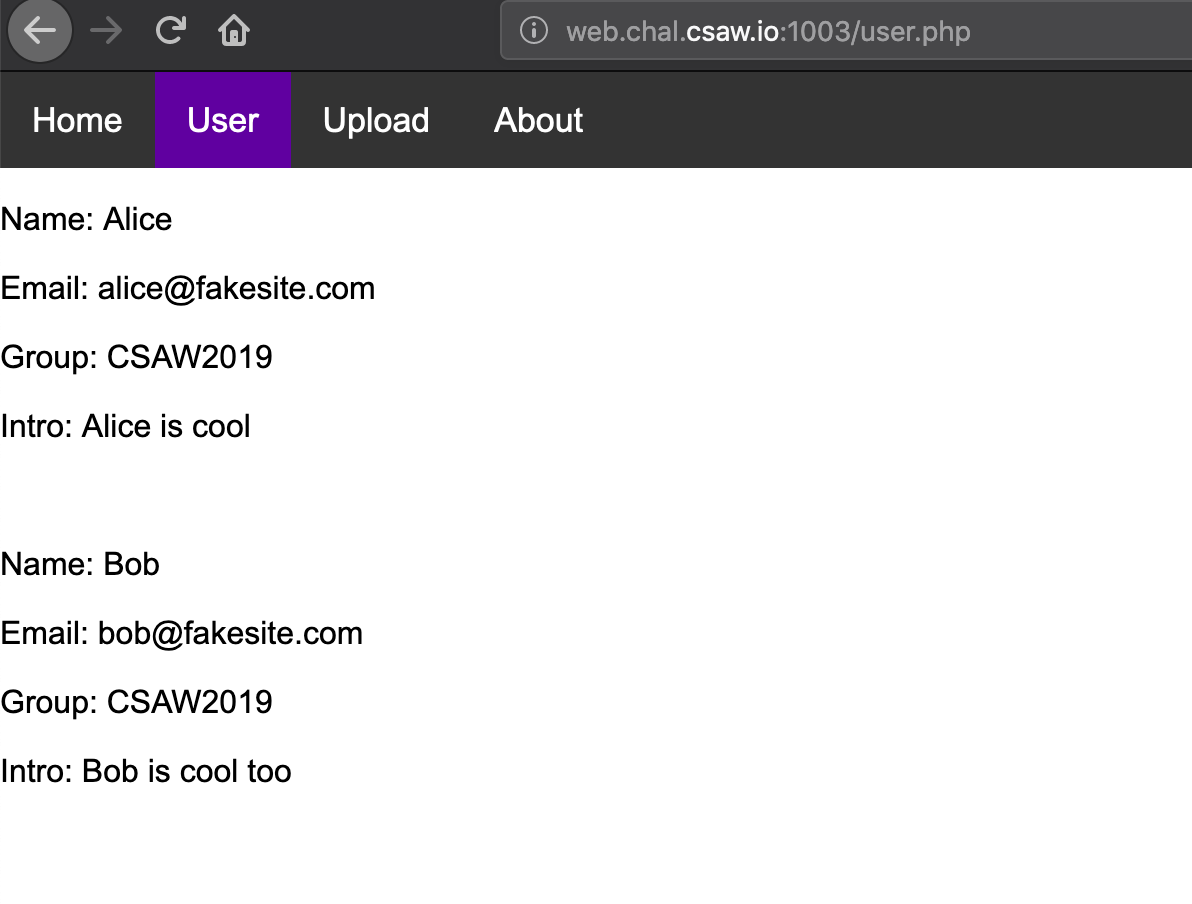 web.chal.csaw.io:1003/user.php
Home User Upload About
Name: Alice
Email: alice@fakesite.com
Group: CSAW2019
Intro: Alice is cool
Name: Bob
Email: bob@fakesite.com
Group: CSAW2019
Intro: Bob is cool too